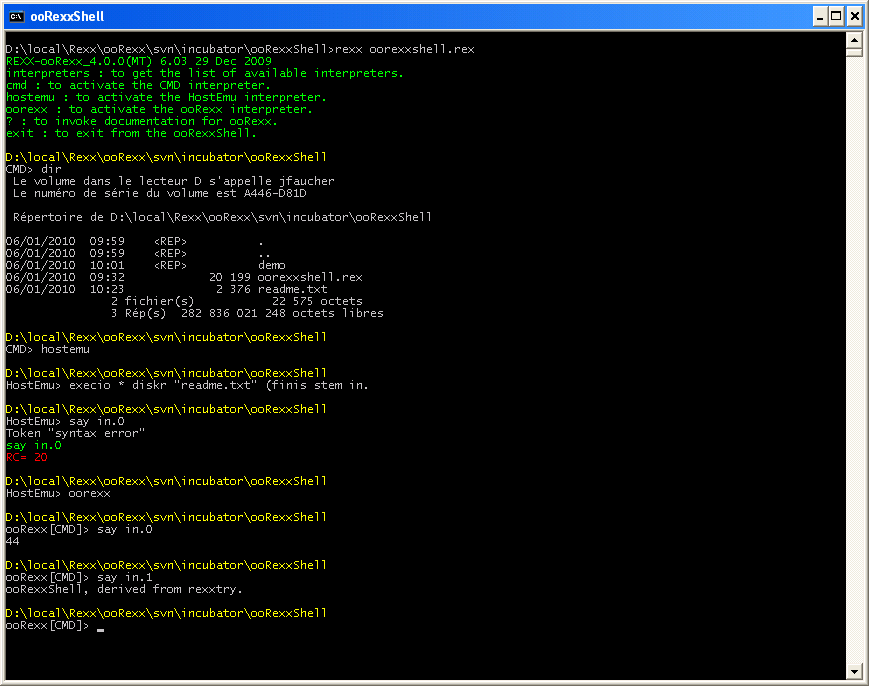 ooRexxShell
D:\local\Rexx\ooRexx\svn\incubator\ooRexxShell>rexx oorexxshell.rex
REXX-ooRexx_4.0.0(MT) 6.03 29 Dec 2009
interpreters : to get the list of available interpreters.
cmd : to activate the CMD interpreter.
hostemu : to activate the HostEmu interpreter.
oorexx : to activate the ooRexx interpreter.
? : to invoke documentation for ooRexx.
exit : to exit from the ooRexxShell.
D:\local\Rexx\ooRexx\svn\incubator\ooRexxShell
CMD> dir
 Le volume dans le lecteur D s'appelle jfaucher
 Le numéro de série du volume est A446-D81D
 Répertoire de D:\local\Rexx\ooRexx\svn\incubator\ooRexxShell
06/01/2010  09:59    <REP>          .
06/01/2010  09:59    <REP>          ..
06/01/2010  10:01    <REP>          demo
06/01/2010  09:32            20 199 oorexxshell.rex
06/01/2010  10:23             2 376 readme.txt
               2 fichier(s)           22 575 octets
               3 Rép(s)  282 836 021 248 octets libres
D:\local\Rexx\ooRexx\svn\incubator\ooRexxShell
CMD> hostemu
D:\local\Rexx\ooRexx\svn\incubator\ooRexxShell
HostEmu> execio * diskr "readme.txt" (finis stem in.
D:\local\Rexx\ooRexx\svn\incubator\ooRexxShell
HostEmu> say in.0
Token "syntax error"
say in.0
RC= 20
D:\local\Rexx\ooRexx\svn\incubator\ooRexxShell
HostEmu> oorexx
D:\local\Rexx\ooRexx\svn\incubator\ooRexxShell
ooRexx[CMD]> say in.0
44
D:\local\Rexx\ooRexx\svn\incubator\ooRexxShell
ooRexx[CMD]> say in.1
ooRexxShell, derived from rexxtry.
D:\local\Rexx\ooRexx\svn\incubator\ooRexxShell
ooRexx[CMD]> _